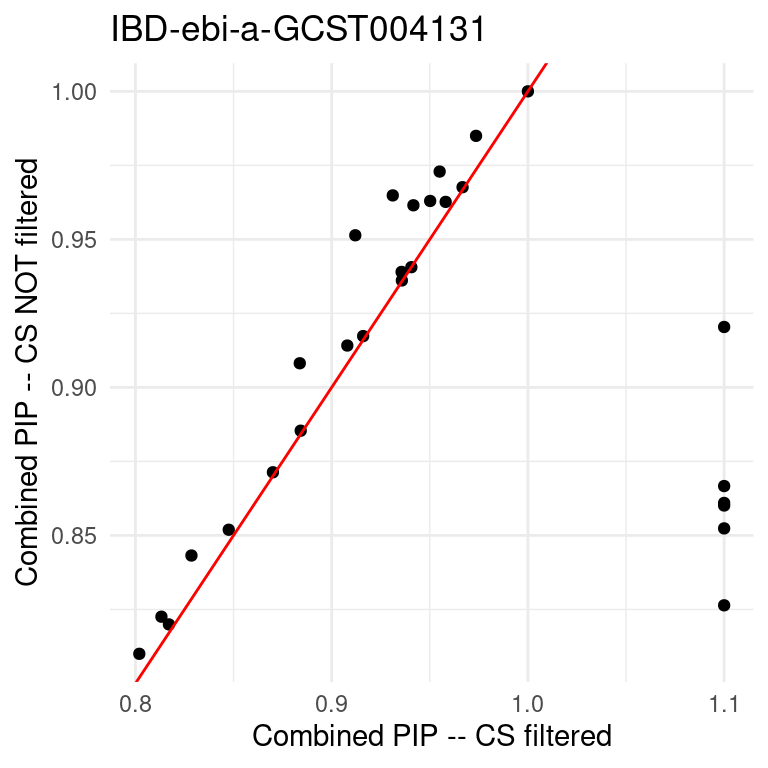 IBD-ebi-a-GCST004131
Combined PIP -- CS NOT filtered
1.00
0.95
0.90
0.85
0.8 0.9 1.0 1.1
Combined PIP -- CS filtered